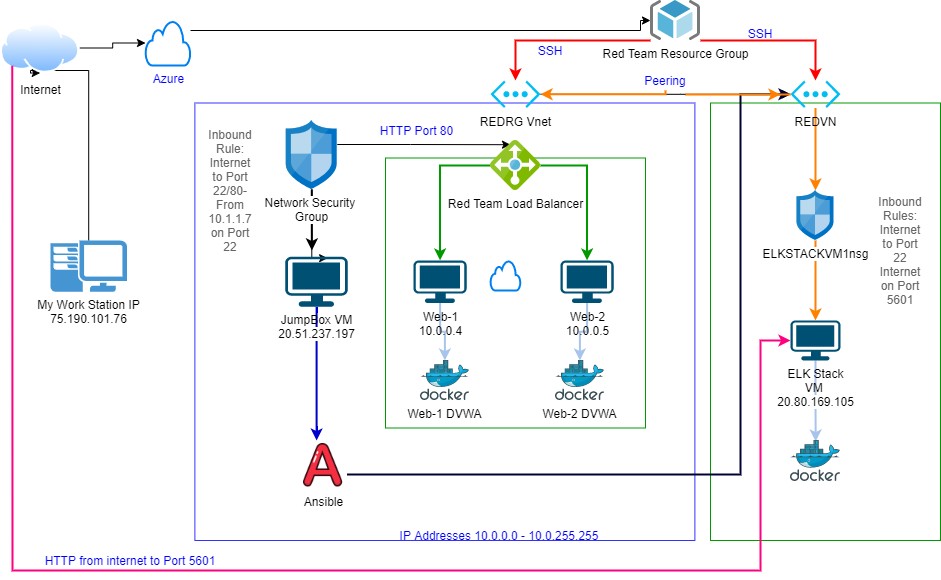 Internet
Azure
Red Team Resource Group
SSH
SSH
Peering
REDRG Vnet
REDVN
Inbound
Rule:
Internet
to Port
22/80-
From
10.1.1.7
on Port
22
HTTP Port 80
Network Security
Group
Red Team Load Balancer
ELKSTACKVM1nsg
Inbound
Rules:
Internet
to Port
22
Internet
on Port
5601
My Work Station IP
75.190.101.76
JumpBox VM
20.51.237.197
Web-1
10.0.0.4
Web-2
10.0.0.5
docker
Web-1 DVWA
docker
Web-2 DVWA
ELK Stack
VM
20.80.169.105
docker
Ansible
IP Addresses 10.0.0.0 - 10.0.255.255
HTTP from internet to Port 5601